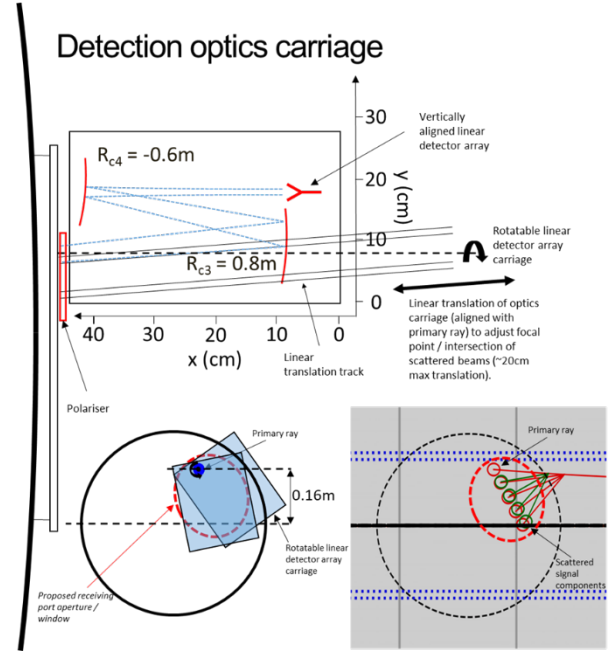 Detection optics carriage
R_c4 = -0.6m
Vertically
aligned linear
detector array
30
20
10
0
y (cm)
R_c3 = 0.8m
Rotatable linear
detector array
carriage
40
30
20
10
0
x (cm)
Linear
translation track
Linear translation of optics
carriage (aligned with
primary ray) to adjust focal
point / intersection of
scattered beams (~20cm
max translation).
Polariser
Primary ray
0.16m
Rotatable linear
detector array
carriage
Proposed receiving
port aperture /
window
Primary ray
Scattered
signal
components